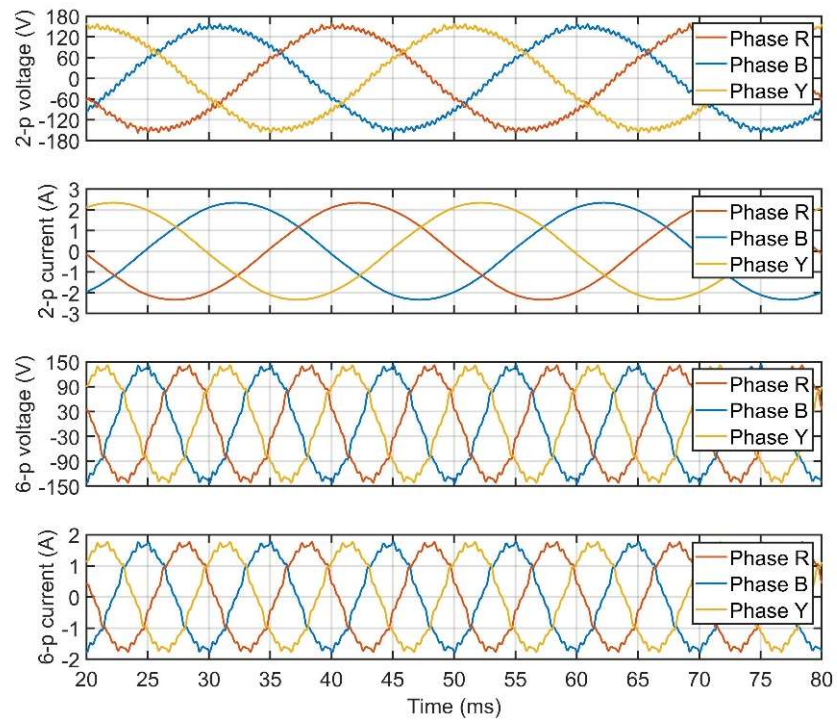 2-p voltage (V)
180
120
60
0
-60
-120
-180
Phase R
Phase B
Phase Y
2-p current (A)
3
2
1
0
-1
-2
-3
Phase R
Phase B
Phase Y
6-p voltage (V)
150
90
30
-30
-90
-150
Phase R
Phase B
Phase Y
6-p current (A)
2
1
0
-1
-2
Phase R
Phase B
Phase Y
20 25 30 35 40 45 50 55 60 65 70 75 80
Time (ms)